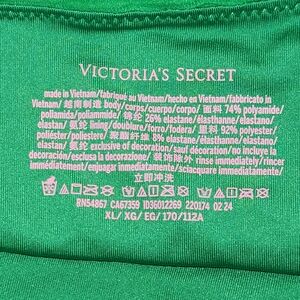 VICTORIA'S SECRET
made in Vietnam/fabriqué au Vietnam/hecho en Vietnam/fabbricato in
Vietnam/ 越南制造 body/corps/cuerpo/corpo/ 面料 74% polyamide/
poliamida/poliammide/ 锦纶 26% elastane/élasthanne/elastano/
elastan/ 氨纶 lining/doublure/forro/fodera/ 里料 92% polyester/
poliéster/poliestere/ 聚酯纤维 8% elastane/élasthanne/elastano/
elastan/ 氨纶 exclusive of decoration/sauf décoration/no incluye la
decoración/esclusa la decorazione/ 装饰除外 rinse immediately/rincer
immédiatement/enjuagar inmediatamente/sciacquare immediatamente/
立即冲洗
RN54867 CA67359 ID36012269 220174 02 24
XL/ XG/ EG/ 170/112A